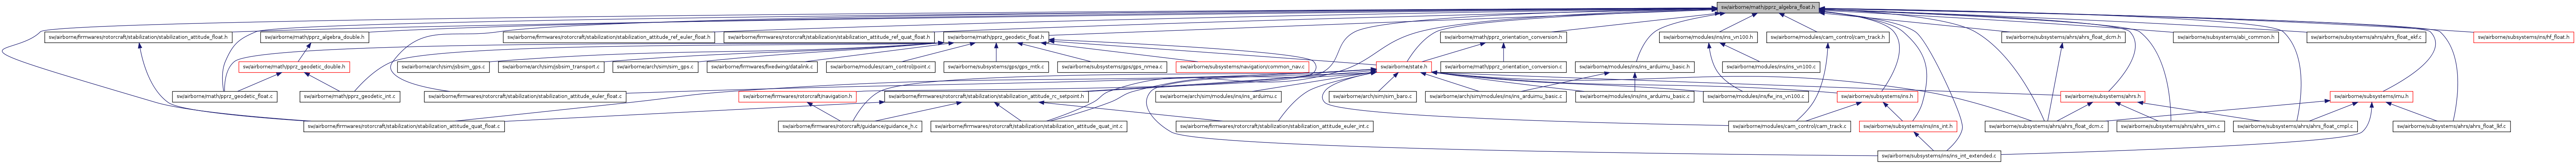 sw/airborne/math/pprz_algebra_float.h
sw/airborne/firmwares/rotorcraft/stabilization/stabilization_attitude_float.h
sw/airborne/math/pprz_algebra_double.h
sw/airborne/firmwares/rotorcraft/stabilization/stabilization_attitude_ref_euler_float.h
sw/airborne/firmwares/rotorcraft/stabilization/stabilization_attitude_ref_quat_float.h
sw/airborne/math/pprz_geodetic_float.h
sw/airborne/math/pprz_orientation_conversion.h
sw/airborne/modules/ins/ins_vn100.h
sw/airborne/modules/cam_control/cam_track.h
sw/airborne/subsystems/ahrs/ahrs_float_dcm.h
sw/airborne/subsystems/abi_common.h
sw/airborne/subsystems/ahrs/ahrs_float_ekf.c
sw/airborne/subsystems/ins/hf_float.h
sw/airborne/math/pprz_geodetic_double.h
sw/airborne/arch/sim/jsbsim_gps.c
sw/airborne/arch/sim/jsbsim_transport.c
sw/airborne/arch/sim/sim_gps.c
sw/airborne/firmwares/fixedwing/datalink.c
sw/airborne/modules/cam_control/point.c
sw/airborne/subsystems/gps/gps_mtk.c
sw/airborne/subsystems/gps/gps_nmea.c
sw/airborne/subsystems/navigation/common_nav.c
sw/airborne/state.h
sw/airborne/math/pprz_orientation_conversion.c
sw/airborne/modules/ins/ins_arduimu_basic.h
sw/airborne/modules/ins/ins_vn100.c
sw/airborne/math/pprz_geodetic_float.c
sw/airborne/math/pprz_geodetic_int.c
sw/airborne/firmwares/rotorcraft/stabilization/stabilization_attitude_euler_float.c
sw/airborne/firmwares/rotorcraft/navigation.h
sw/airborne/firmwares/rotorcraft/stabilization/stabilization_attitude_rc_setpoint.h
sw/airborne/arch/sim/modules/ins/ins_arduimu.c
sw/airborne/arch/sim/sim_baro.c
sw/airborne/arch/sim/modules/ins/ins_arduimu_basic.c
sw/airborne/modules/ins/ins_arduimu_basic.c
sw/airborne/modules/ins/fw_ins_vn100.c
sw/airborne/subsystems/ins.h
sw/airborne/subsystems/ahrs.h
sw/airborne/subsystems/imu.h
sw/airborne/firmwares/rotorcraft/stabilization/stabilization_attitude_quat_float.c
sw/airborne/firmwares/rotorcraft/guidance/guidance_h.c
sw/airborne/firmwares/rotorcraft/stabilization/stabilization_attitude_quat_int.c
sw/airborne/firmwares/rotorcraft/stabilization/stabilization_attitude_euler_int.c
sw/airborne/modules/cam_control/cam_track.c
sw/airborne/subsystems/ins/ins_int.h
sw/airborne/subsystems/ahrs/ahrs_float_dcm.c
sw/airborne/subsystems/ahrs/ahrs_sim.c
sw/airborne/subsystems/ahrs/ahrs_float_cmpl.c
sw/airborne/subsystems/ahrs/ahrs_float_lkf.c
sw/airborne/subsystems/ins/ins_int_extended.c